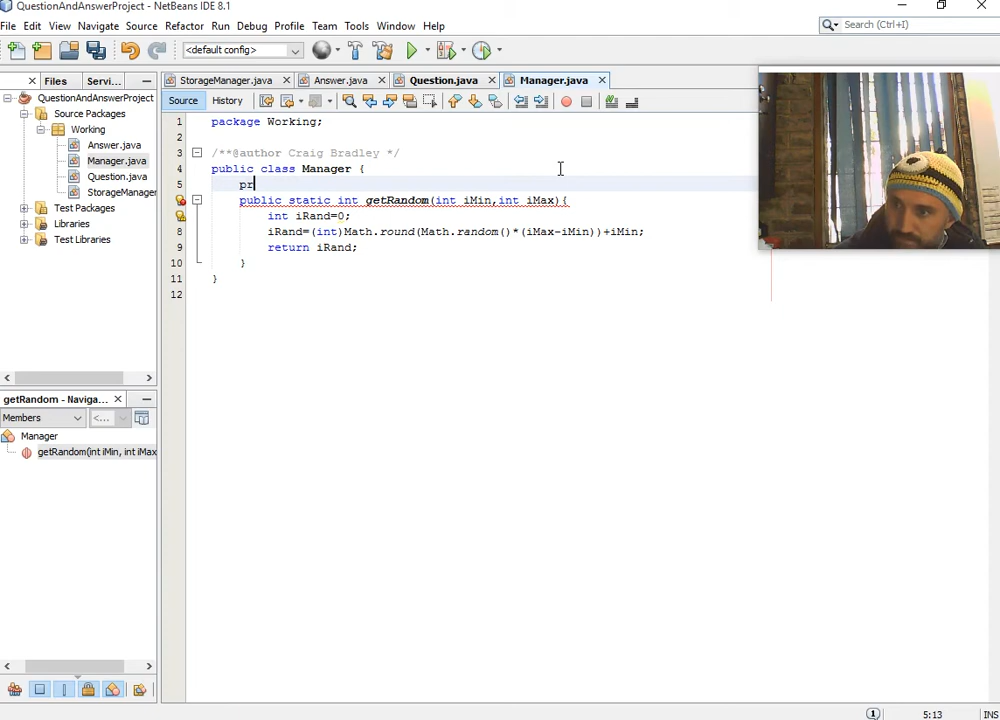 QuestionAndAnswerProject - NetBeans IDE 8.1
File Edit View Navigate Source Refactor Run Debug Profile Team Tools Window Help
<default config>
Search (Ctrl+I)
Files Servi...
StorageManager.java Answer.java Question.java Manager.java
QuestionAndAnswerProject
Source Packages
Working
Answer.java
Manager.java
Question.java
StorageManager
Test Packages
Libraries
Test Libraries
Source History
1 package Working;
2
3 /**@author Craig Bradley */
4 public class Manager {
5 pr
public static int getRandom(int iMin,int iMax){
int iRand=0;
8 iRand=(int)Math.round(Math.random()*(iMax-iMin))+iMin;
9 return iRand;
10 }
11 }
12
getRandom - Naviga...
Members <...
Manager
getRandom(int iMin, int iMax
1 5:13 INS